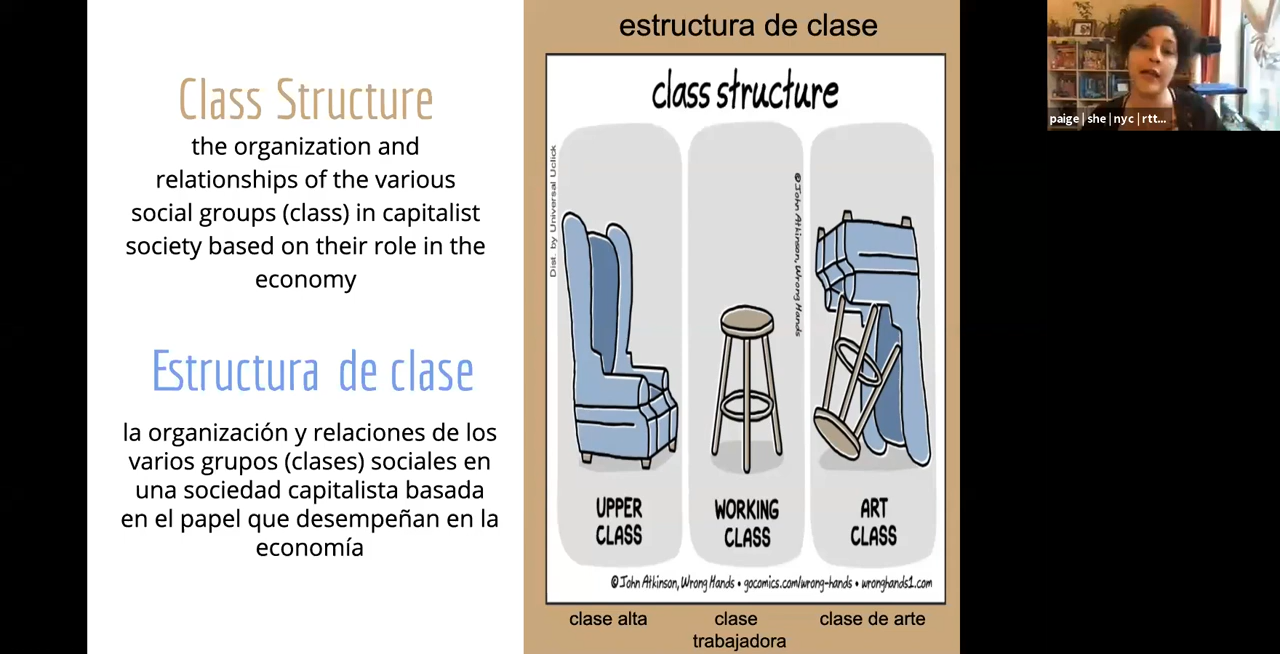 Class Structure
the organization and
relationships of the various
social groups (class) in capitalist
society based on their role in the
economy
Estructura de clase
la organización y relaciones de los
varios grupos (clases) sociales en
una sociedad capitalista basada
en el papel que desempeñan en la
economía
estructura de clase
class structure
Dist. by Universal Uclick
©John Atkinson, Wrong Hands
UPPER
CLASS
WORKING
CLASS
ART
CLASS
©John Atkinson, Wrong Hands • gocomics.com/wrong-hands • wronghands1.com
clase alta
clase
trabajadora
clase de arte
paige | she | nyc | rtt...